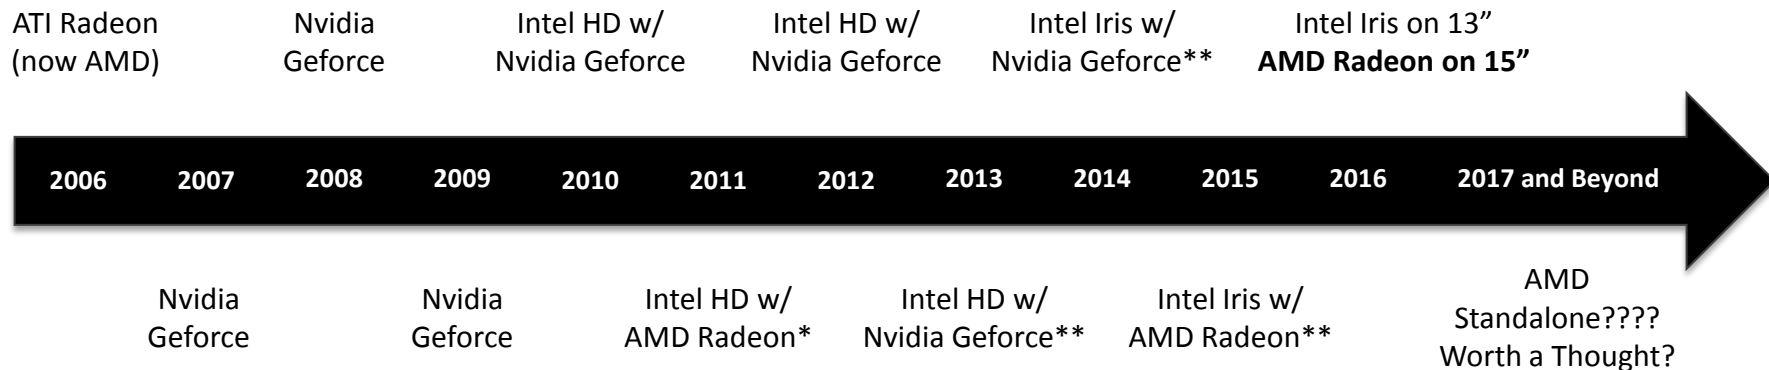 ATI Radeon
(now AMD)
Nvidia
Geforce
Intel HD w/
Nvidia Geforce
Intel HD w/
Nvidia Geforce
Intel Iris w/
Nvidia Geforce**
Intel Iris on 13”
AMD Radeon on 15”
2006 2007 2008 2009 2010 2011 2012 2013 2014 2015 2016 2017 and Beyond
Nvidia
Geforce
Nvidia
Geforce
Intel HD w/
AMD Radeon*
Intel HD w/
Nvidia Geforce**
Intel Iris w/
AMD Radeon**
AMD
Standalone????
Worth a Thought?